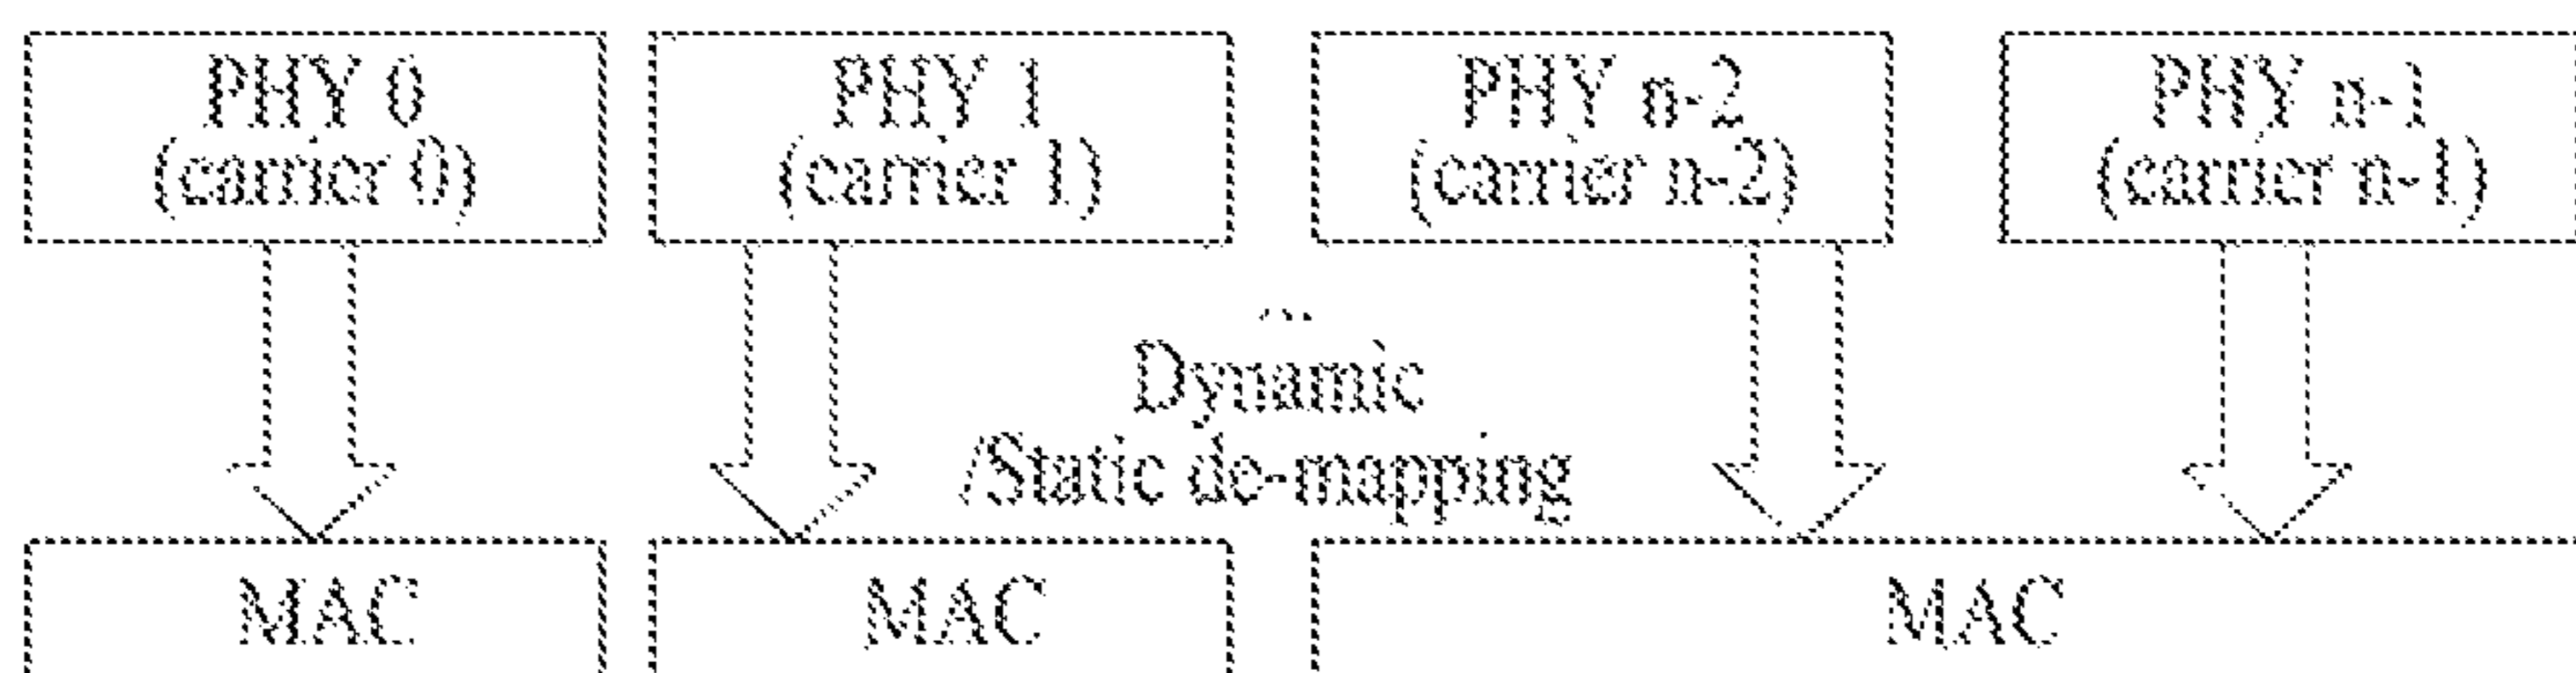 PHY 0
(carrier 0)
PHY 1
(carrier 1)
PHY n-2
(carrier n-2)
PHY n-1
(carrier n-1)
...
Dynamic
/Static de-mapping
MAC
MAC
MAC